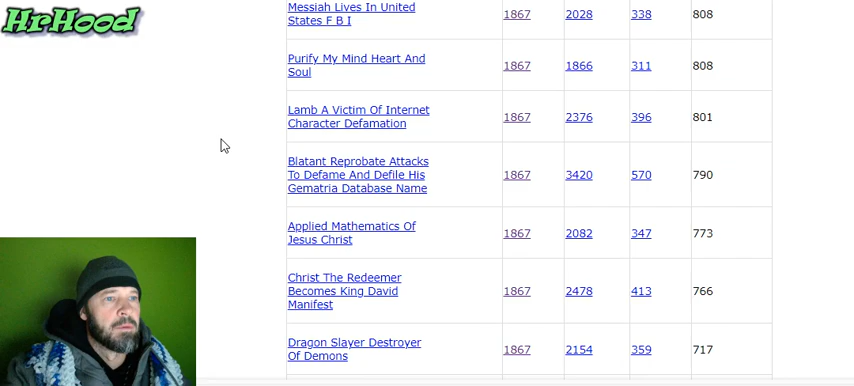 HrHood
Messiah Lives In United
States F B I
1867
2028
338
808
Purify My Mind Heart And
Soul
1867
1866
311
808
Lamb A Victim Of Internet
Character Defamation
1867
2376
396
801
Blatant Reprobate Attacks
To Defame And Defile His
Gematria Database Name
1867
3420
570
790
Applied Mathematics Of
Jesus Christ
1867
2082
347
773
Christ The Redeemer
Becomes King David
Manifest
1867
2478
413
766
Dragon Slayer Destroyer
Of Demons
1867
2154
359
717